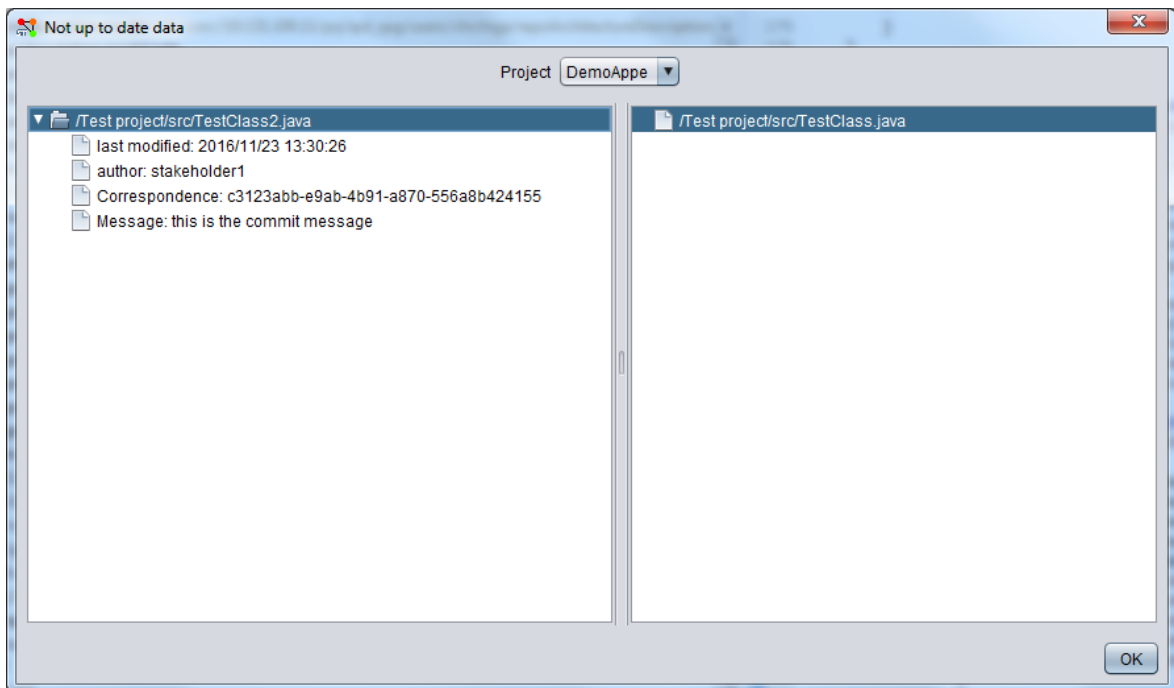 Not up to date data
Project DemoAppe
/Test project/src/TestClass2.java
last modified: 2016/11/23 13:30:26
author: stakeholder1
Correspondence: c3123abb-e9ab-4b91-a870-556a8b424155
Message: this is the commit message
/Test project/src/TestClass.java
OK